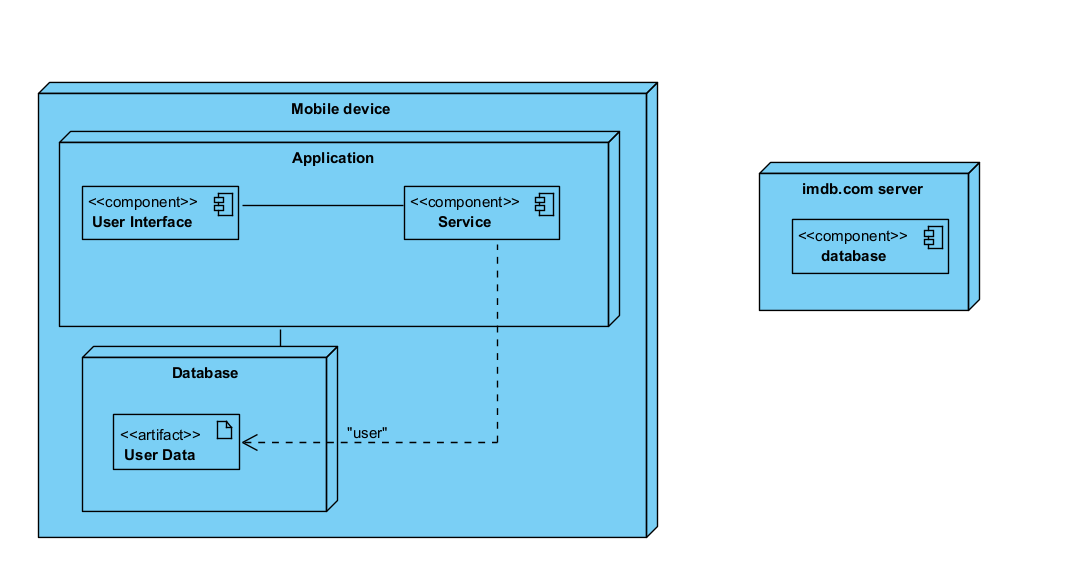 Mobile device
Application
<<component>>
User Interface
<<component>>
Service
imdb.com server
<<component>>
database
Database
<<artifact>>
User Data
"user"